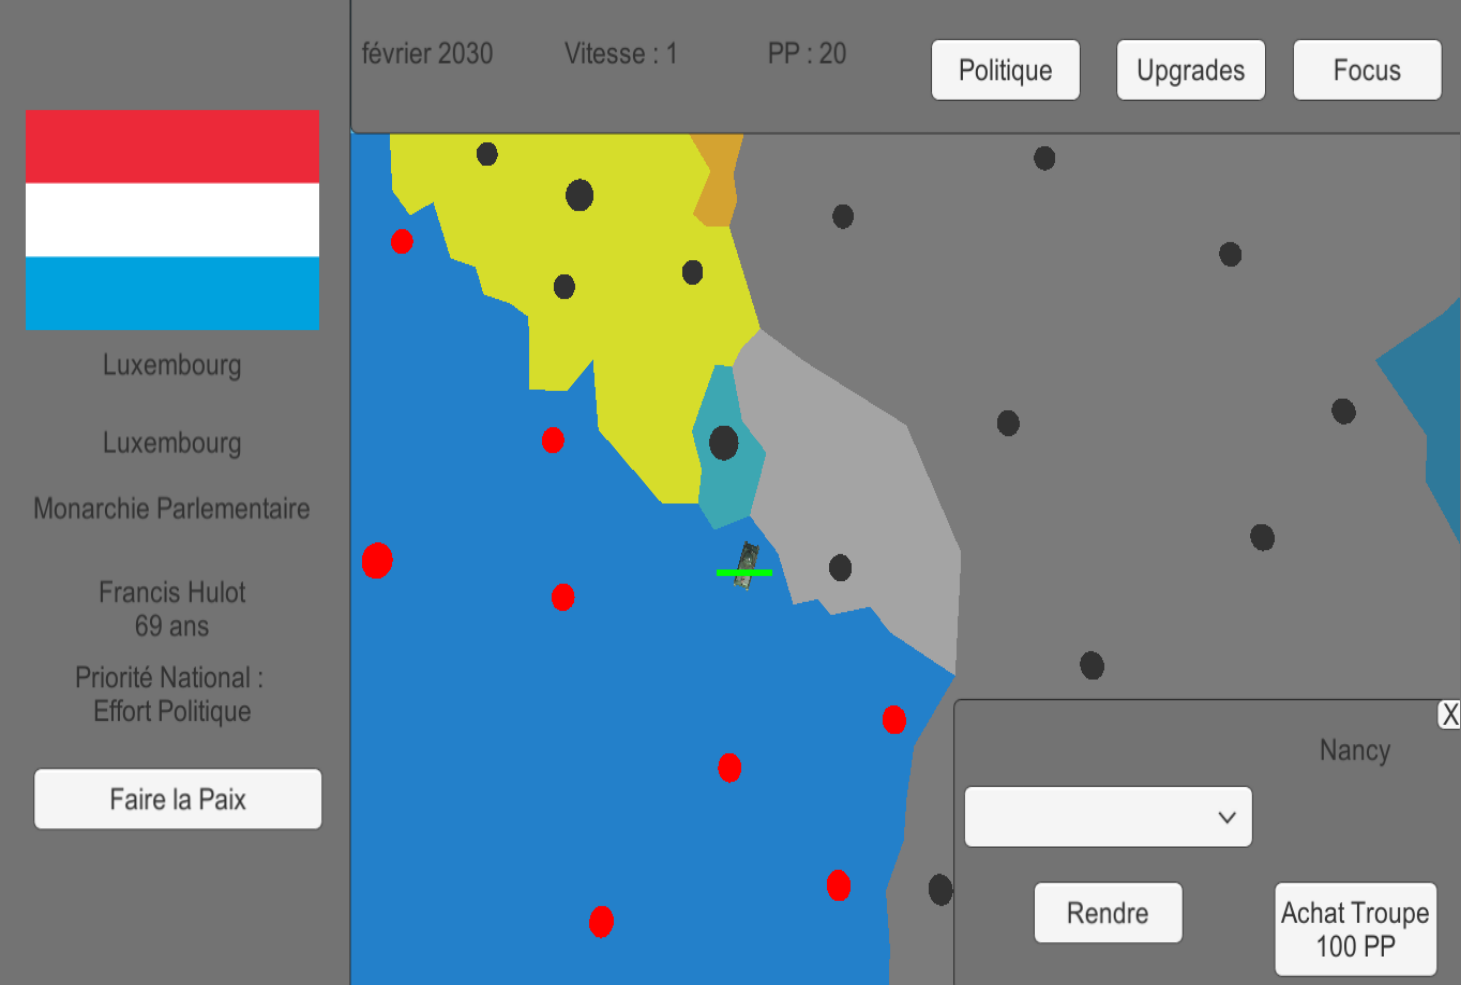 février 2030
Vitesse : 1
PP : 20
Politique
Upgrades
Focus
Luxembourg
Luxembourg
Monarchie Parlementaire
Francis Hulot
69 ans
Priorité National :
Effort Politique
Faire la Paix
X
Nancy
Rendre
Achat Troupe
100 PP